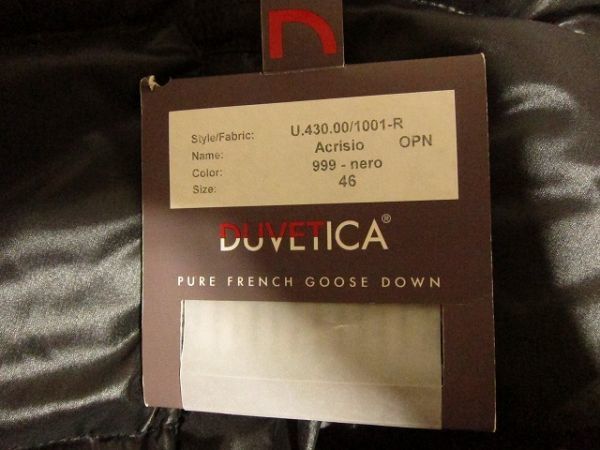 D
Style/Fabric: U.430.00/1001-R
Name: Acrisio OPN
Color: 999 - nero
Size: 46
DUVETICA®
PURE FRENCH GOOSE DOWN